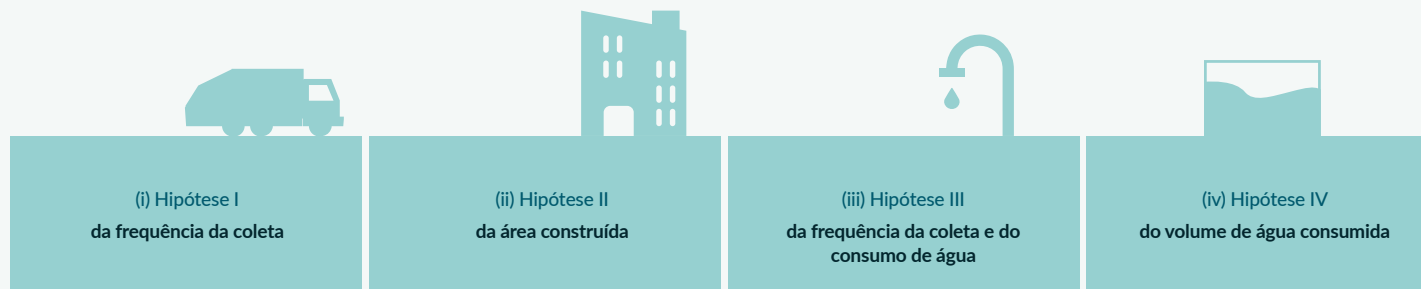 (i) Hipótese I
da frequência da coleta
(ii) Hipótese II
da área construída
(iii) Hipótese III
da frequência da coleta e do
consumo de água
(iv) Hipótese IV
do volume de água consumida